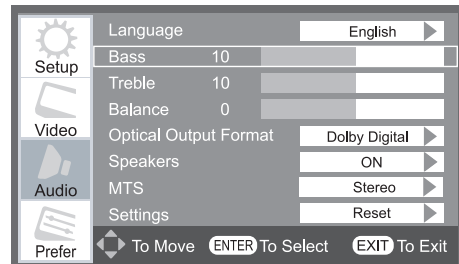 Setup
Video
Audio
Prefer
Language English
Bass 10
Treble 10
Balance 0
Optical Output Format Dolby Digital
Speakers ON
MTS Stereo
Settings Reset
To Move ENTER To Select EXIT To Exit